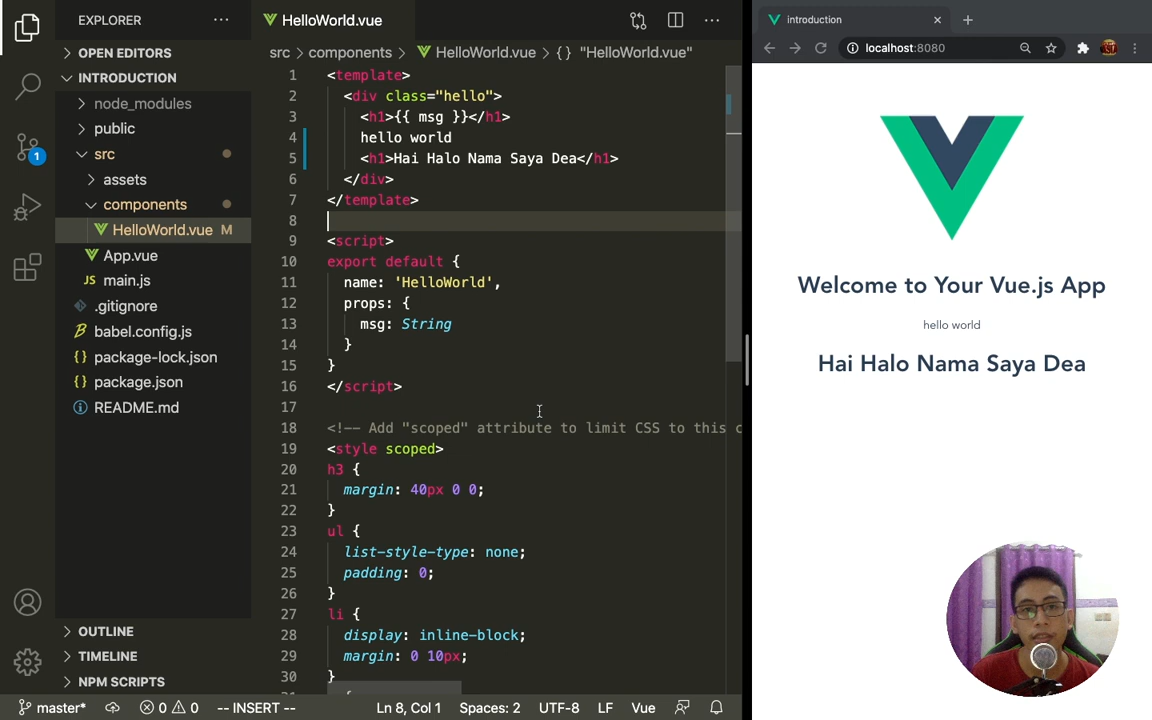 EXPLORER
OPEN EDITORS
INTRODUCTION
node_modules
public
src
assets
components
HelloWorld.vue M
App.vue
JS main.js
.gitignore
babel.config.js
{} package-lock.json
{} package.json
README.md
OUTLINE
TIMELINE
NPM SCRIPTS
1
HelloWorld.vue
src > components > HelloWorld.vue > {} "HelloWorld.vue"
1 <template>
2 <div class="hello">
3 <h1>{{ msg }}</h1>
4 hello world
5 <h1>Hai Halo Nama Saya Dea</h1>
6 </div>
7 </template>
8
9 <script>
10 export default {
11 name: 'HelloWorld',
12 props: {
13 msg: String
14 }
15 }
16 </script>
17
18 <!-- Add "scoped" attribute to limit CSS to this c
19 <style scoped>
20 h3 {
21 margin: 40px 0 0;
22 }
23 ul {
24 list-style-type: none;
25 padding: 0;
26 }
27 li {
28 display: inline-block;
29 margin: 0 10px;
30 }
master* 0 0 -- INSERT -- Ln 8, Col 1 Spaces: 2 UTF-8 LF Vue
introduction
localhost:8080
Welcome to Your Vue.js App
hello world
Hai Halo Nama Saya Dea